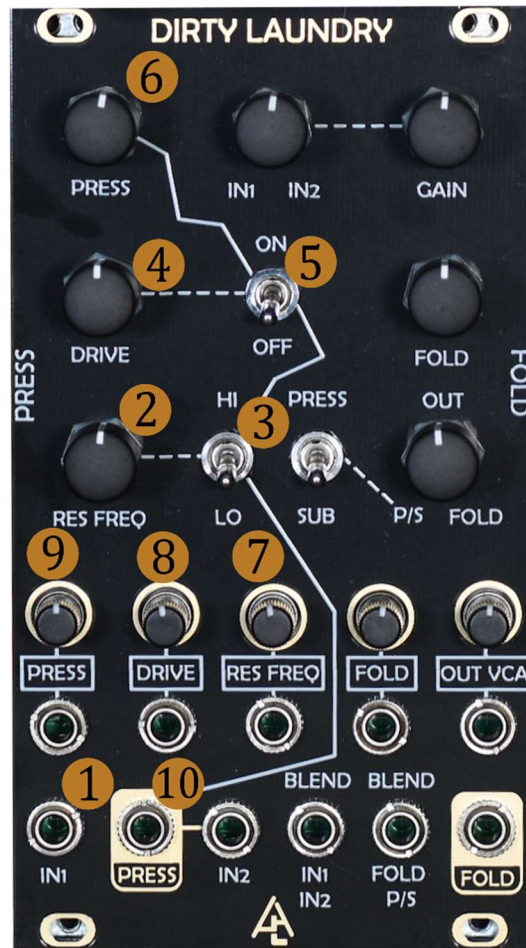 DIRTY LAUNDRY
6
PRESS
IN1 IN2
GAIN
ON
4
5
DRIVE
OFF
FOLD
PRESS
FOLD
2
HI
3
PRESS
OUT
RES FREQ
LO
SUB
P/S
FOLD
9
8
7
PRESS
DRIVE
RES FREQ
FOLD
OUT VCA
1
10
BLEND
BLEND
IN1
PRESS
IN2
IN1
IN2
FOLD
P/S
FOLD